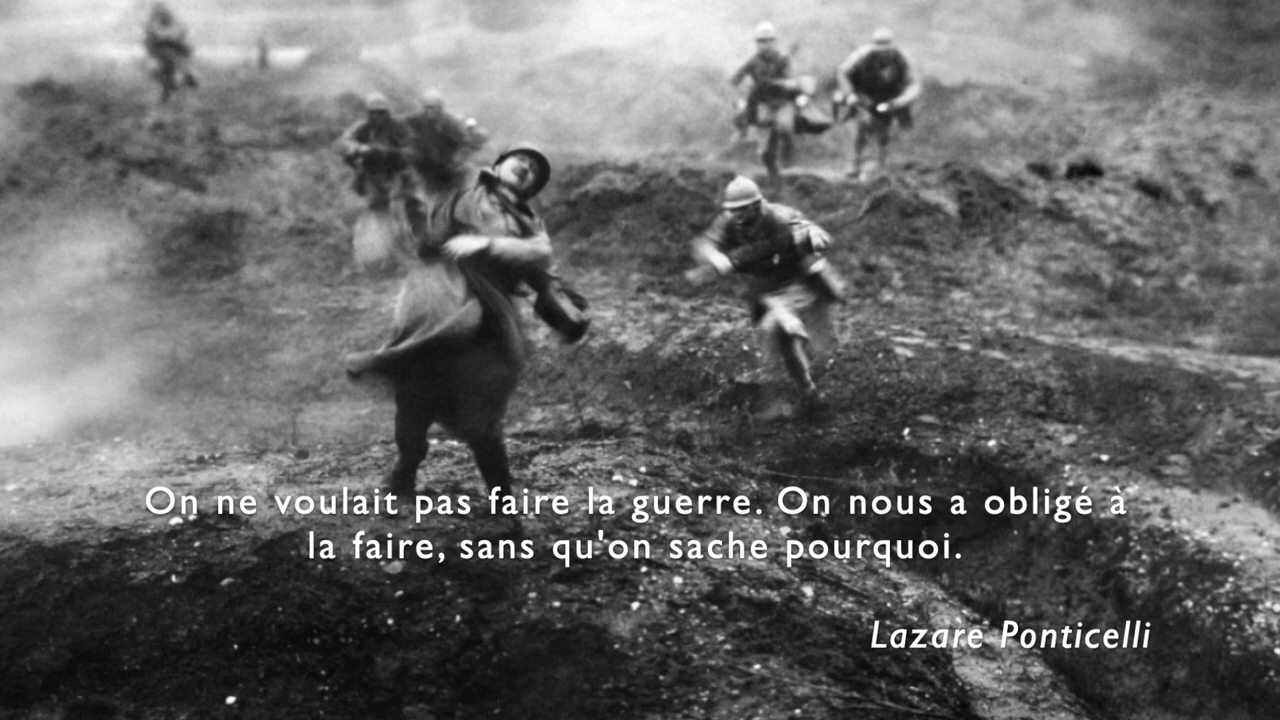 On ne voulait pas faire la guerre. On nous a obligé à
la faire, sans qu'on sache pourquoi.
Lazare Ponticelli